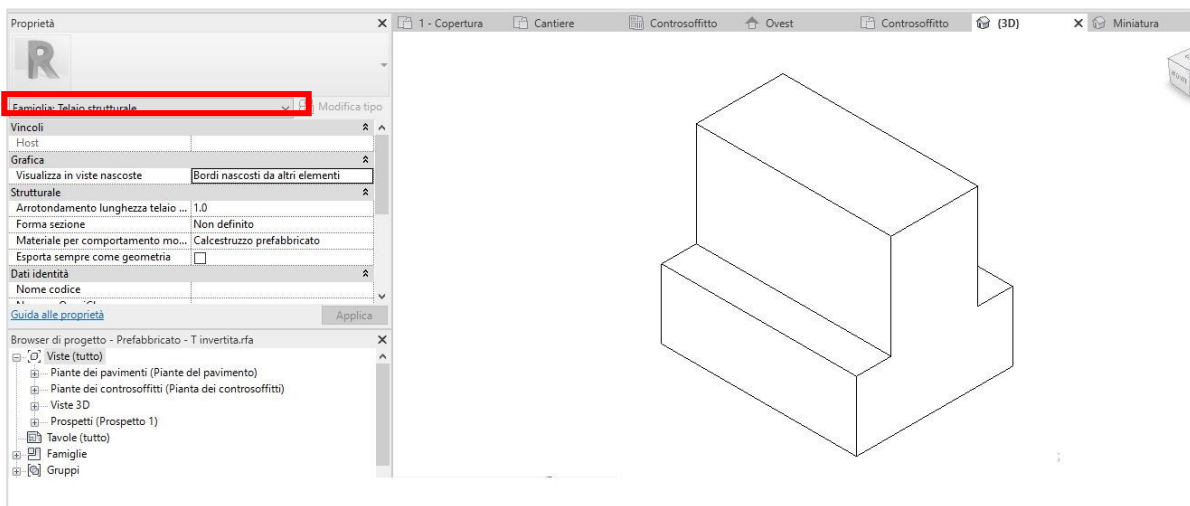 Proprietà
1 - Copertura Cantiere Controsoffitto Ovest Controsoffitto (3D) Miniatura
R
Famiglia: Telaio strutturale Modifica tipo
Vincoli
Host
Grafica
Visualizza in viste nascoste Bordi nascosti da altri elementi
Strutturale
Arrotondamento lunghezza telaio ... 1.0
Forma sezione Non definito
Materiale per comportamento mo... Calcestruzzo prefabbricato
Esporta sempre come geometria
Dati identità
Nome codice
Guida alle proprietà Applica
Browser di progetto - Prefabbricato - T invertita.rfa
Viste (tutto)
Piante dei pavimenti (Piante del pavimento)
Piante dei controsoffitti (Pianta dei controsoffitti)
Viste 3D
Prospetti (Prospetto 1)
Tavole (tutto)
Famiglie
Gruppi